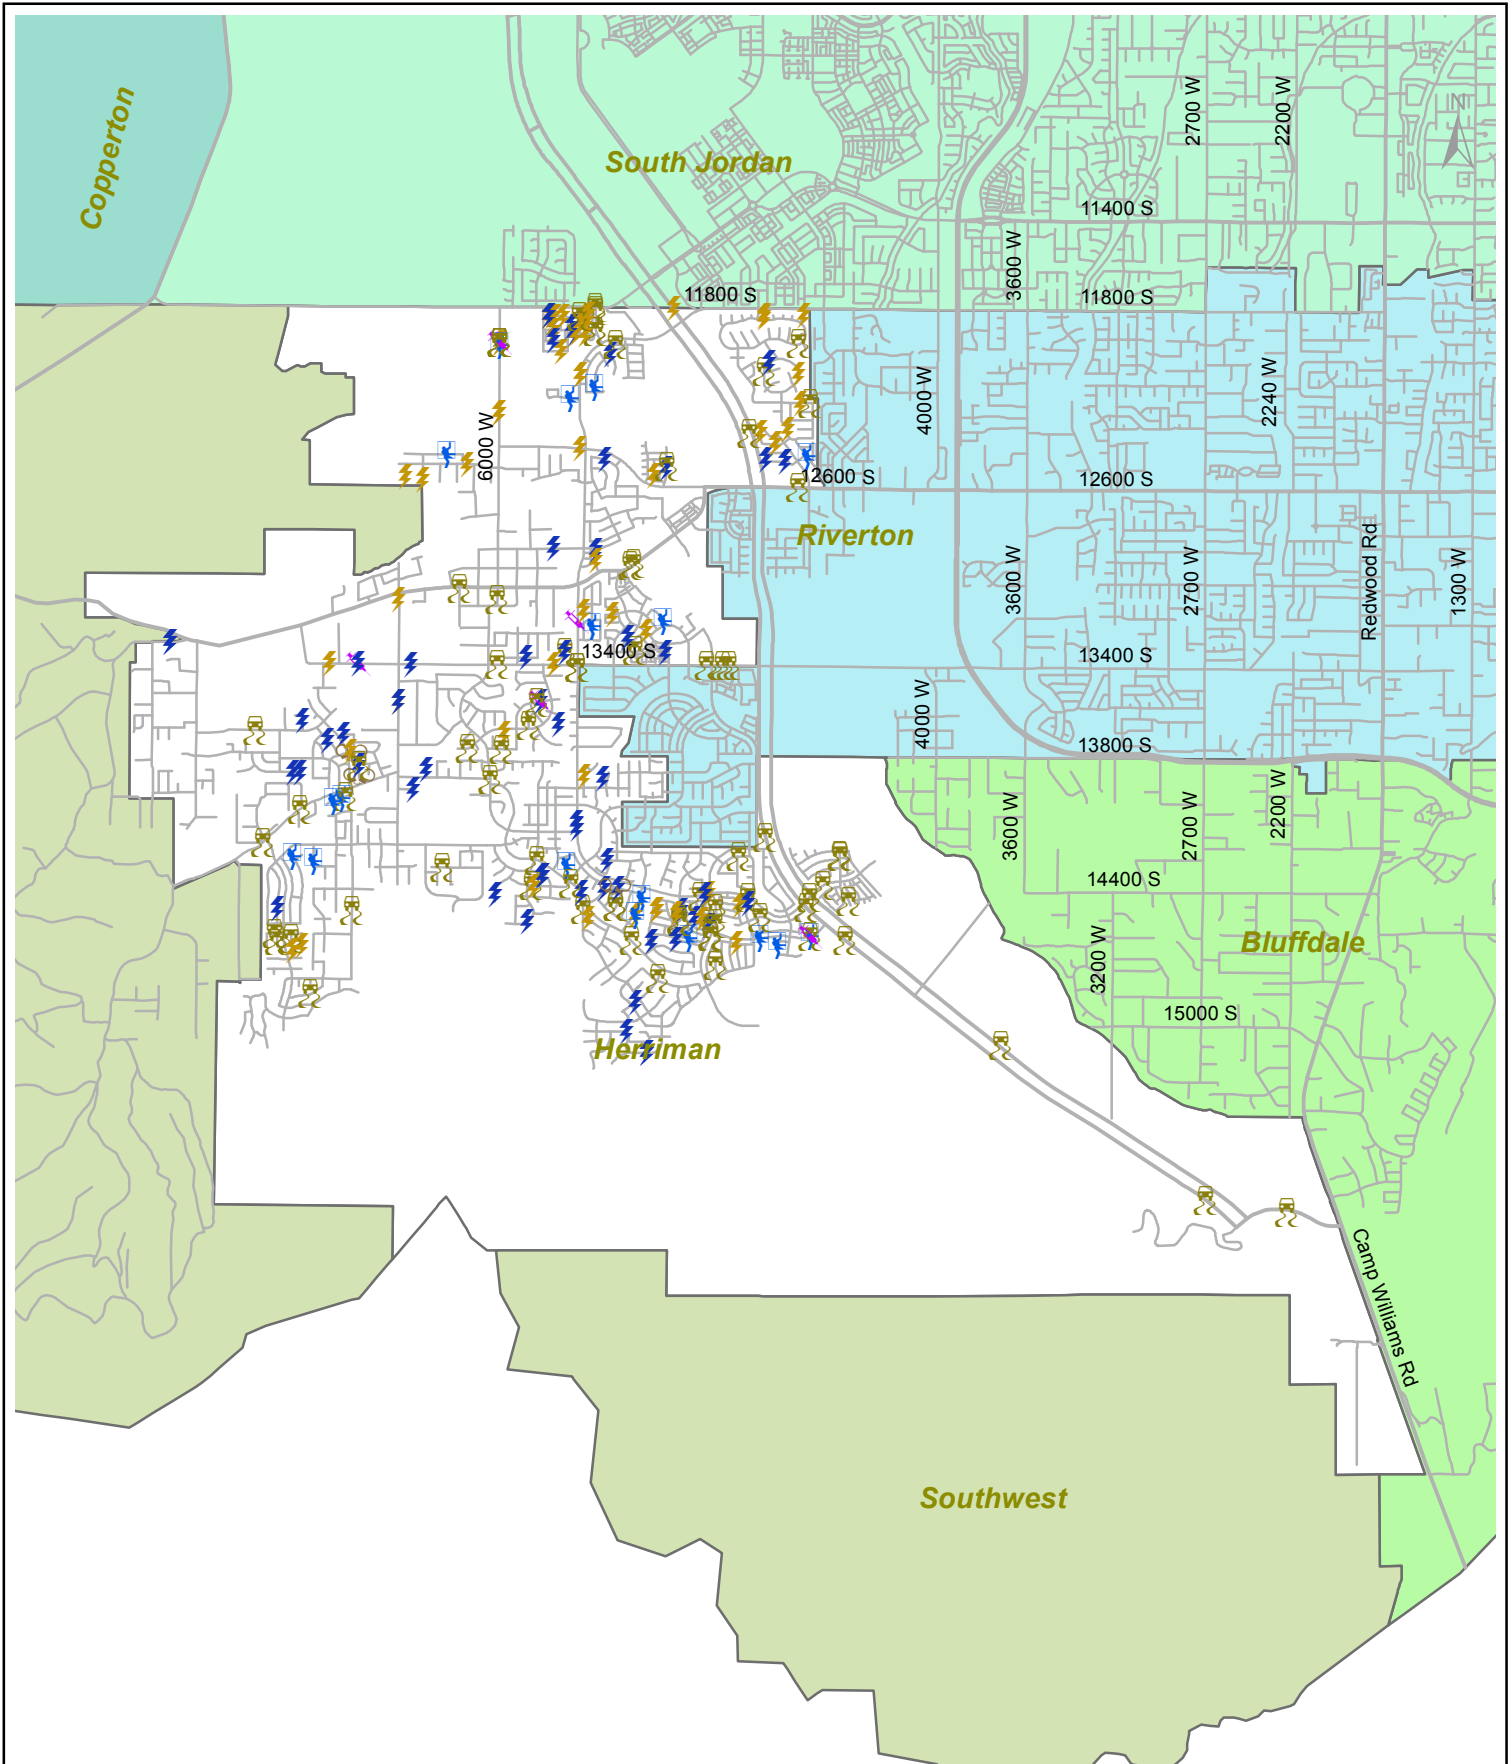 N
2700 W
2200 W
Copperton
South Jordan
11400 S
3600 W
11800 S
11800 S
4000 W
2240 W
6000 W
12600 S
12600 S
Riverton
Redwood Rd
3600 W
2700 W
1300 W
13400 S
13400 S
4000 W
13800 S
3600 W
2700 W
2200 W
14400 S
3200 W
Bluffdale
15000 S
Herriman
Camp Williams Rd
Southwest